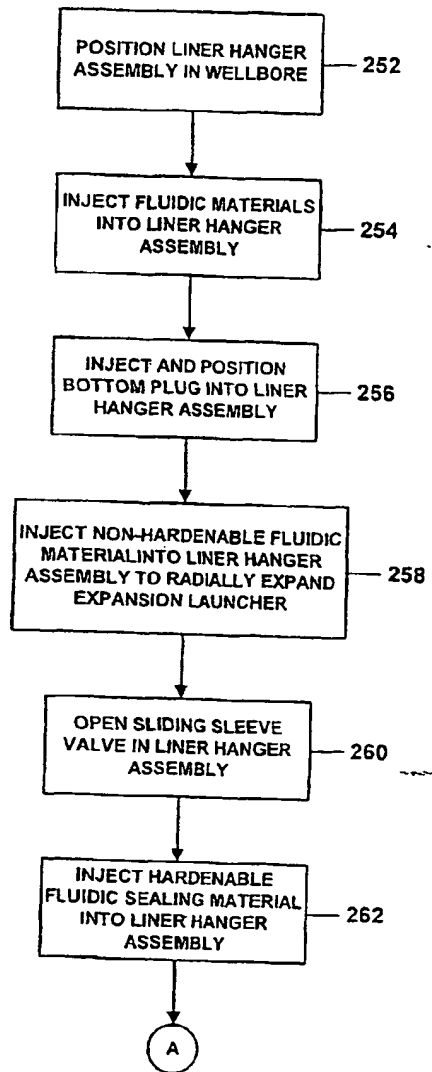 POSITION LINER HANGER
ASSEMBLY IN WELLBORE
252
INJECT FLUIDIC MATERIALS
INTO LINER HANGER
ASSEMBLY
254
INJECT AND POSITION
BOTTOM PLUG INTO LINER
HANGER ASSEMBLY
256
INJECT NON-HARDENABLE FLUIDIC
MATERIALINTO LINER HANGER
ASSEMBLY TO RADIALLY EXPAND
EXPANSION LAUNCHER
258
OPEN SLIDING SLEEVE
VALVE IN LINER HANGER
ASSEMBLY
260
INJECT HARDENABLE
FLUIDIC SEALING MATERIAL
INTO LINER HANGER
ASSEMBLY
262
A